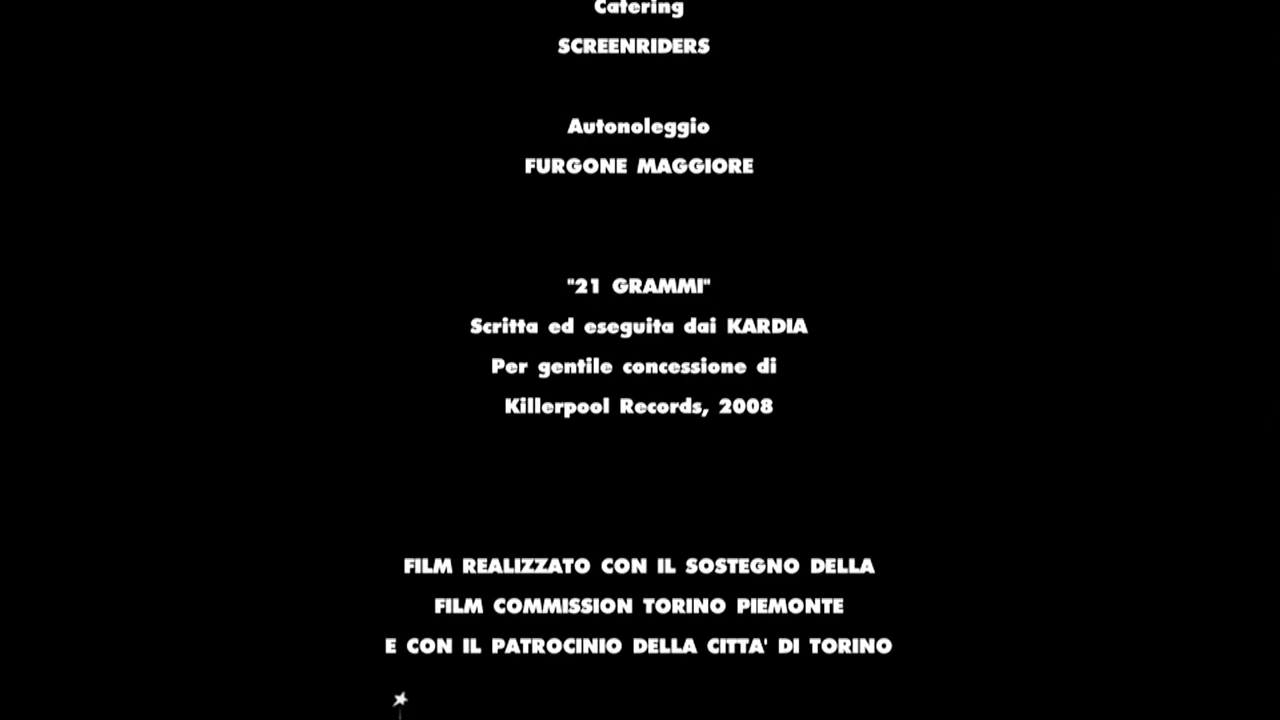 Catering
SCREENRIDERS
Autonoleggio
FURGONE MAGGIORE
"21 GRAMMI"
Scritta ed eseguita dai KARDIA
Per gentile concessione di
Killerpool Records, 2008
FILM REALIZZATO CON IL SOSTEGNO DELLA
FILM COMMISSION TORINO PIEMONTE
E CON IL PATROCINIO DELLA CITTA' DI TORINO